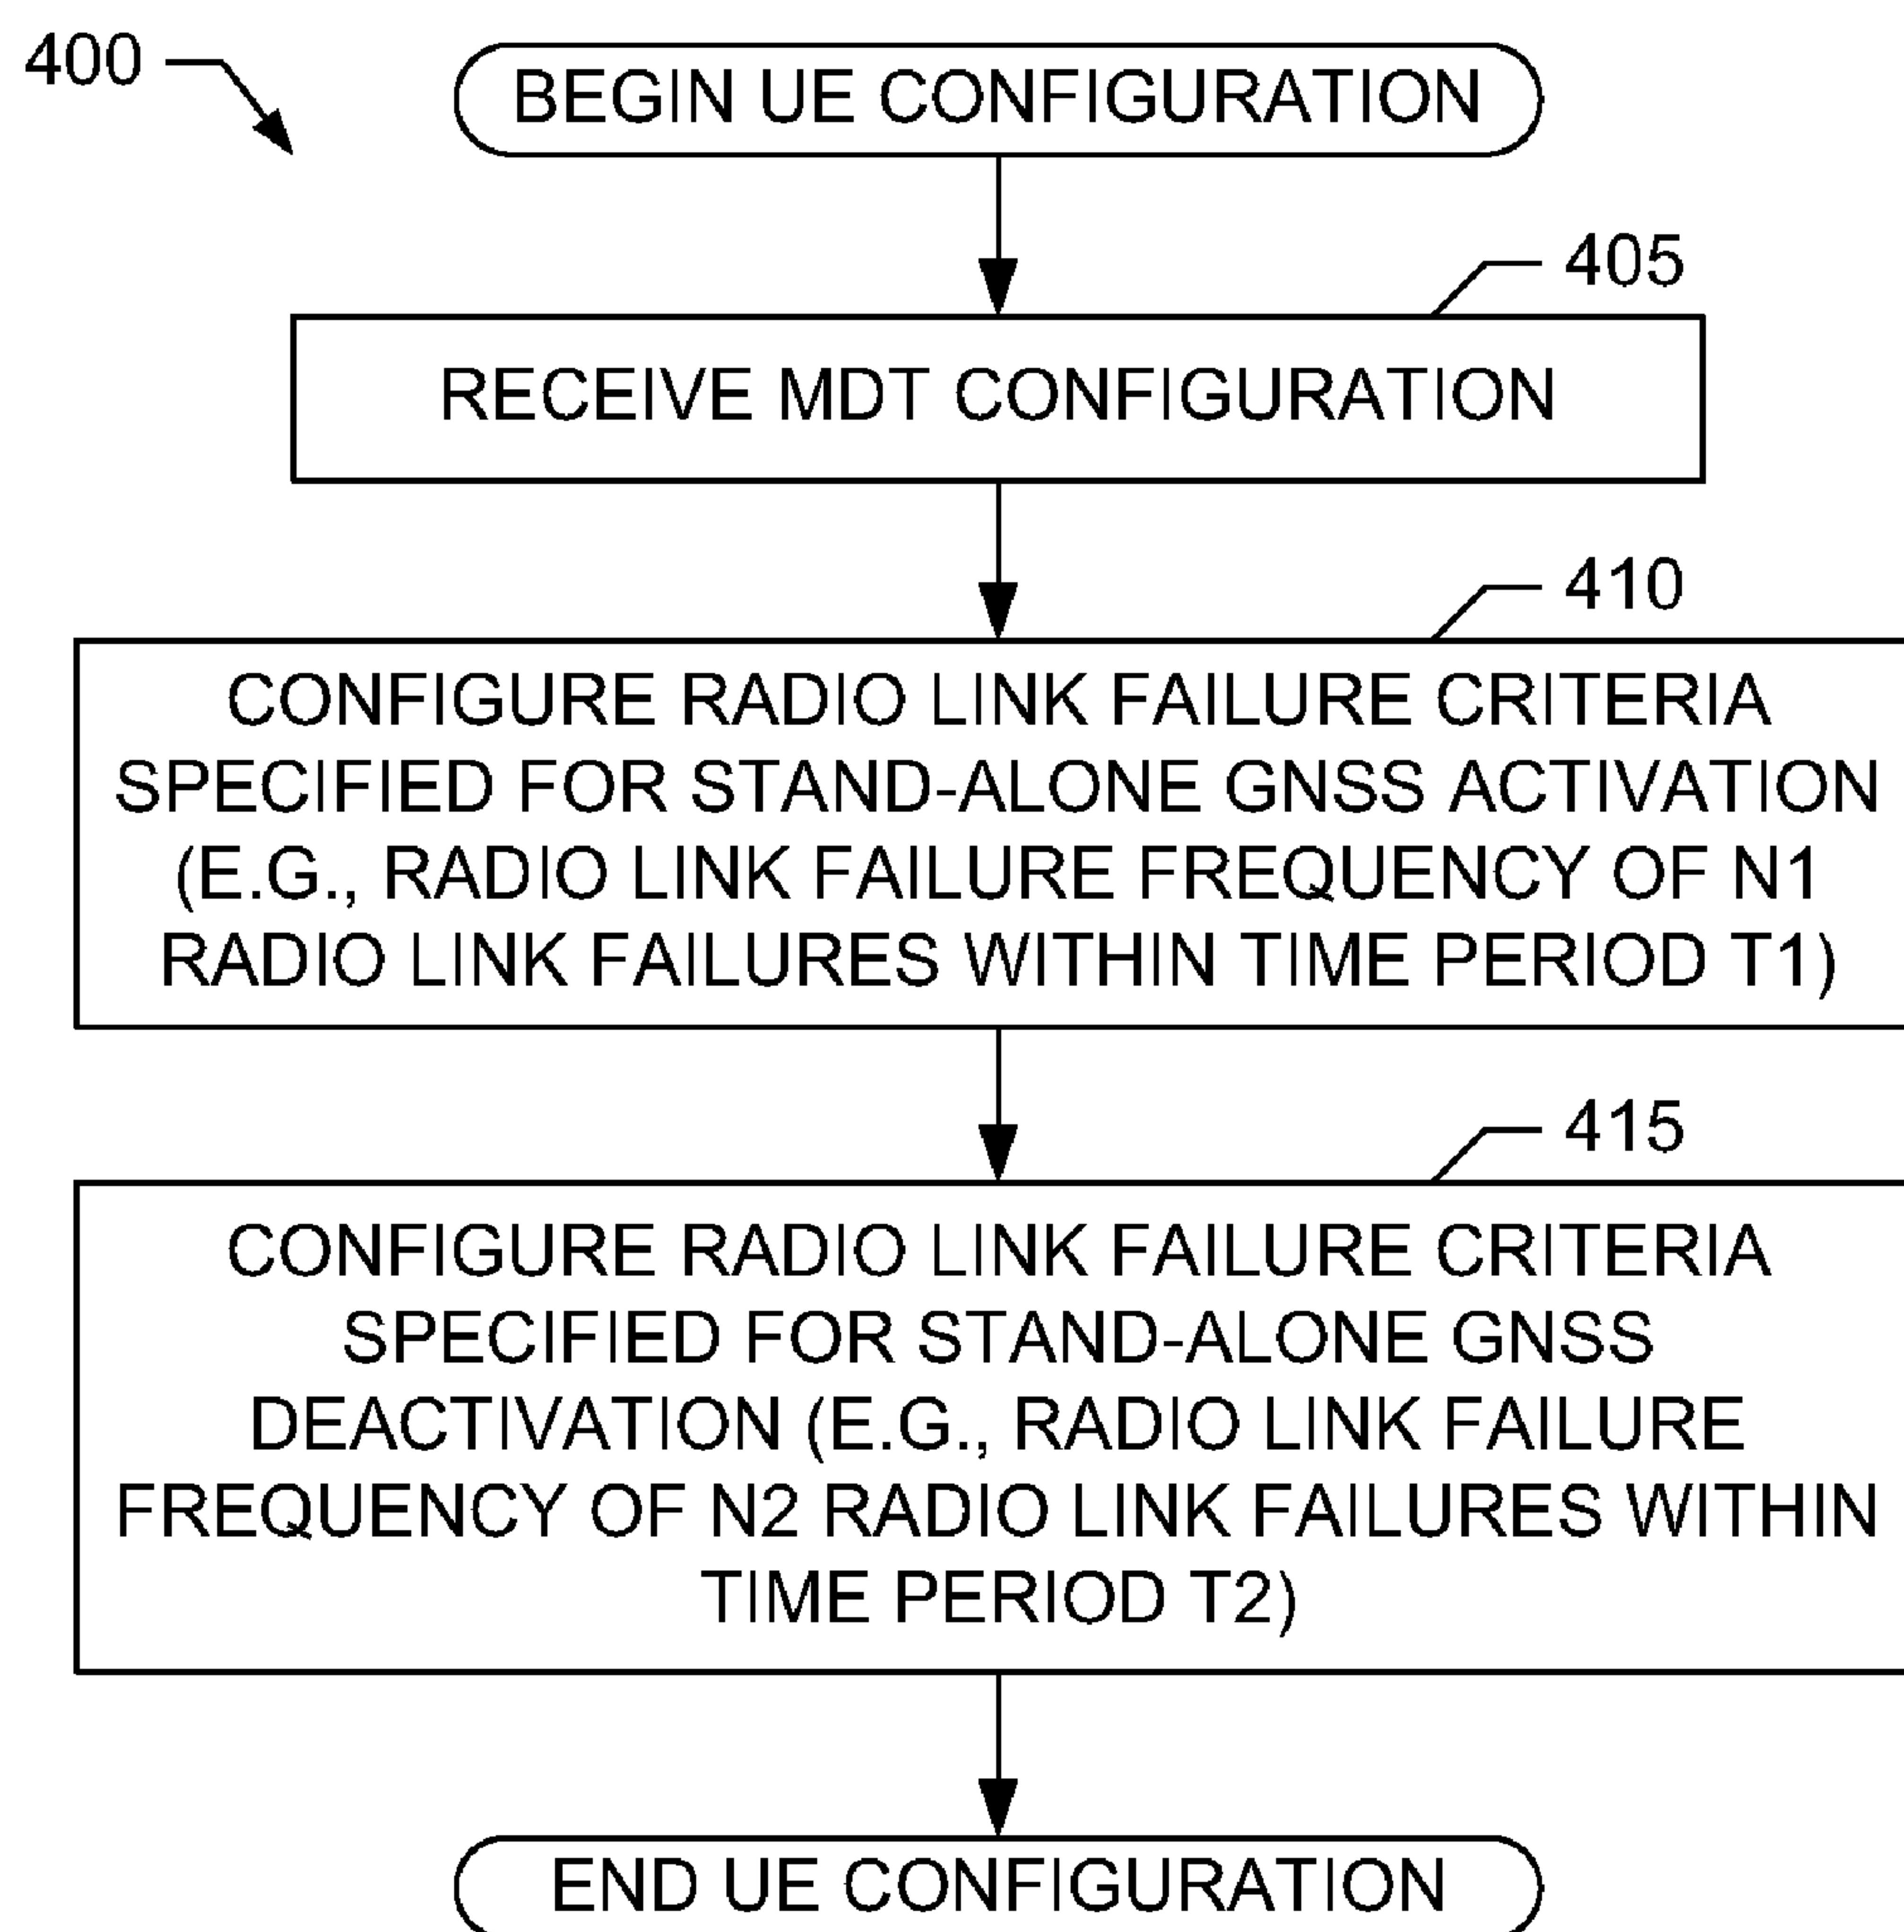 400
BEGIN UE CONFIGURATION
405
RECEIVE MDT CONFIGURATION
410
CONFIGURE RADIO LINK FAILURE CRITERIA
SPECIFIED FOR STAND-ALONE GNSS ACTIVATION
(E.G., RADIO LINK FAILURE FREQUENCY OF N1
RADIO LINK FAILURES WITHIN TIME PERIOD T1)
415
CONFIGURE RADIO LINK FAILURE CRITERIA
SPECIFIED FOR STAND-ALONE GNSS
DEACTIVATION (E.G., RADIO LINK FAILURE
FREQUENCY OF N2 RADIO LINK FAILURES WITHIN
TIME PERIOD T2)
END UE CONFIGURATION